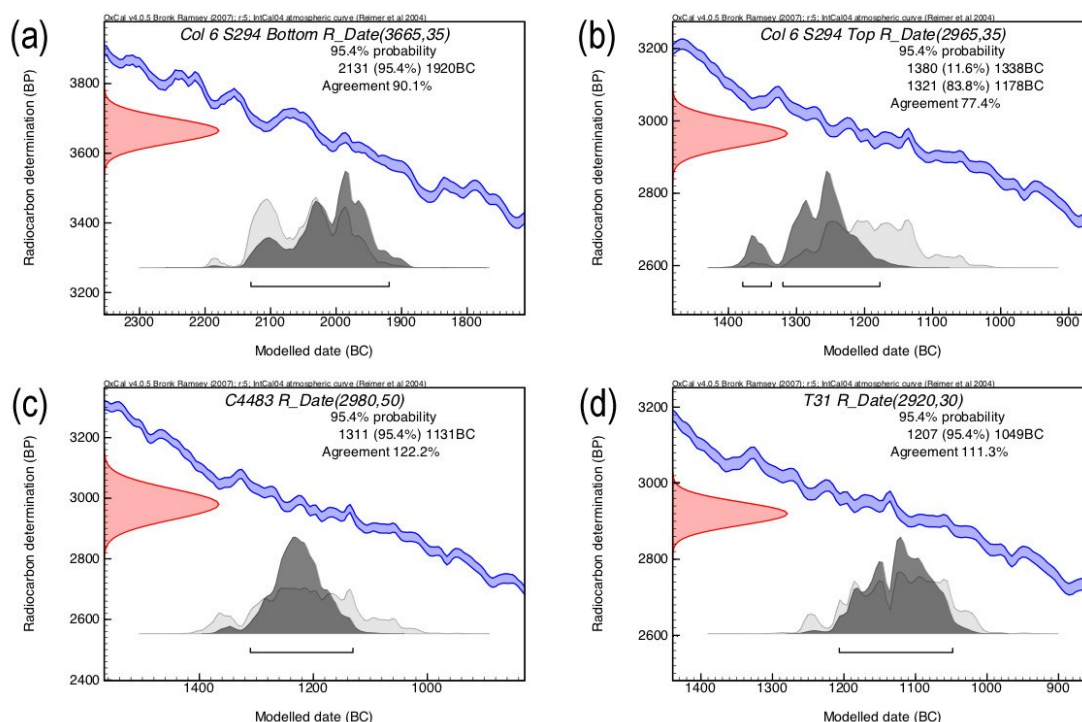 (a)
OxCal v4.0.5 Bronk Ramsey (2007); r:5; IntCal04 atmospheric curve (Reimer et al 2004)
Col 6 S294 Bottom R_Date(3665,35)
95.4% probability
2131 (95.4%) 1920BC
Agreement 90.1%
Radiocarbon determination (BP)
3800
3600
3400
3200
2300 2200 2100 2000 1900 1800
Modelled date (BC)
(b)
OxCal v4.0.5 Bronk Ramsey (2007); r:5; IntCal04 atmospheric curve (Reimer et al 2004)
Col 6 S294 Top R_Date(2965,35)
95.4% probability
1380 (11.6%) 1338BC
1321 (83.8%) 1178BC
Agreement 77.4%
Radiocarbon determination (BP)
3200
3000
2800
2600
1400 1300 1200 1100 1000 900
Modelled date (BC)
(c)
OxCal v4.0.5 Bronk Ramsey (2007); r:5; IntCal04 atmospheric curve (Reimer et al 2004)
C4483 R_Date(2980,50)
95.4% probability
1311 (95.4%) 1131BC
Agreement 122.2%
Radiocarbon determination (BP)
3200
3000
2800
2600
2400
1400 1200 1000
Modelled date (BC)
(d)
OxCal v4.0.5 Bronk Ramsey (2007); r:5; IntCal04 atmospheric curve (Reimer et al 2004)
T31 R_Date(2920,30)
95.4% probability
1207 (95.4%) 1049BC
Agreement 111.3%
Radiocarbon determination (BP)
3200
3000
2800
2600
1400 1300 1200 1100 1000 900
Modelled date (BC)